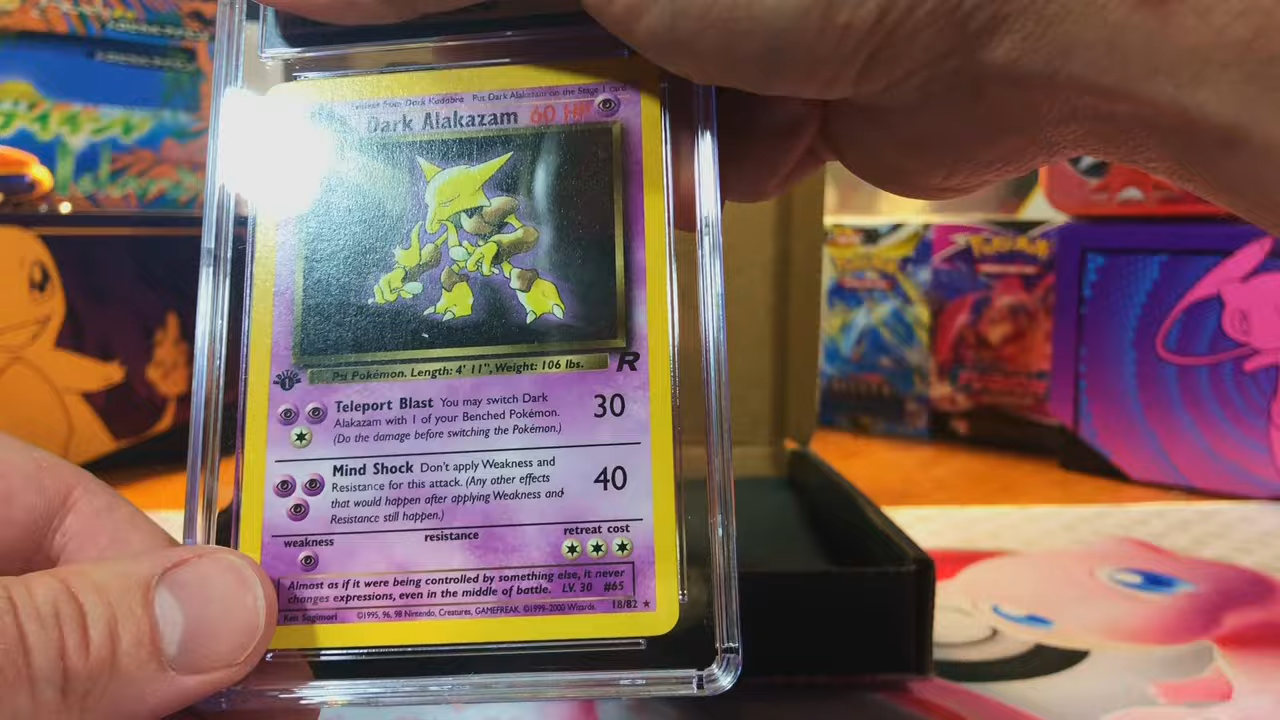 Dark Kadabra Put Dark Alakazam on the Stage 1 card
Dark Alakazam 60 HP
R
EDITION
1
Psy Pokémon. Length: 4' 11", Weight: 106 lbs.
Teleport Blast You may switch Dark
Alakazam with 1 of your Benched Pokémon.
(Do the damage before switching the Pokémon.)
30
Mind Shock Don't apply Weakness and
Resistance for this attack. (Any other effects
that would happen after applying Weakness and
Resistance still happen.)
40
weakness
resistance
retreat cost
Almost as if it were being controlled by something else, it never
changes expressions, even in the middle of battle. LV. 30 #65
Ken Sugimori ©1995, 96, 98 Nintendo, Creatures, GAMEFREAK. ©1999-2000 Wizards. 18/82 ★